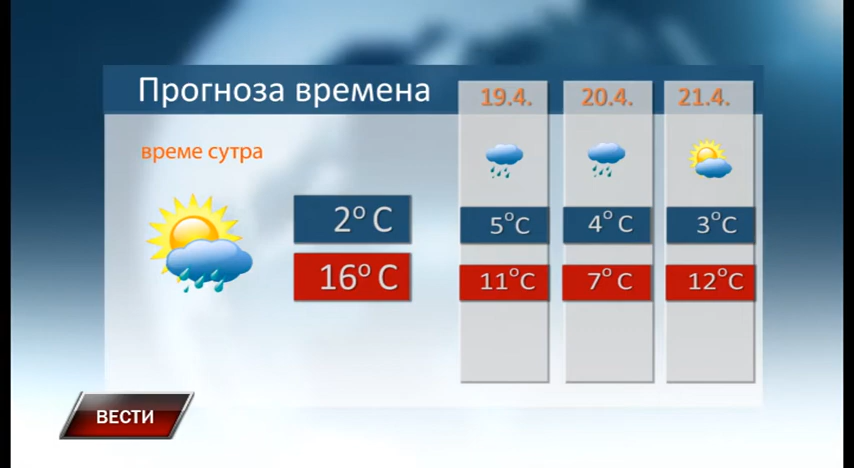 Прогноза времена
време сутра
2° C
16° C
19.4.
5°C
11°C
20.4.
4° C
7° C
21.4.
3°C
12°C
ВЕСТИ